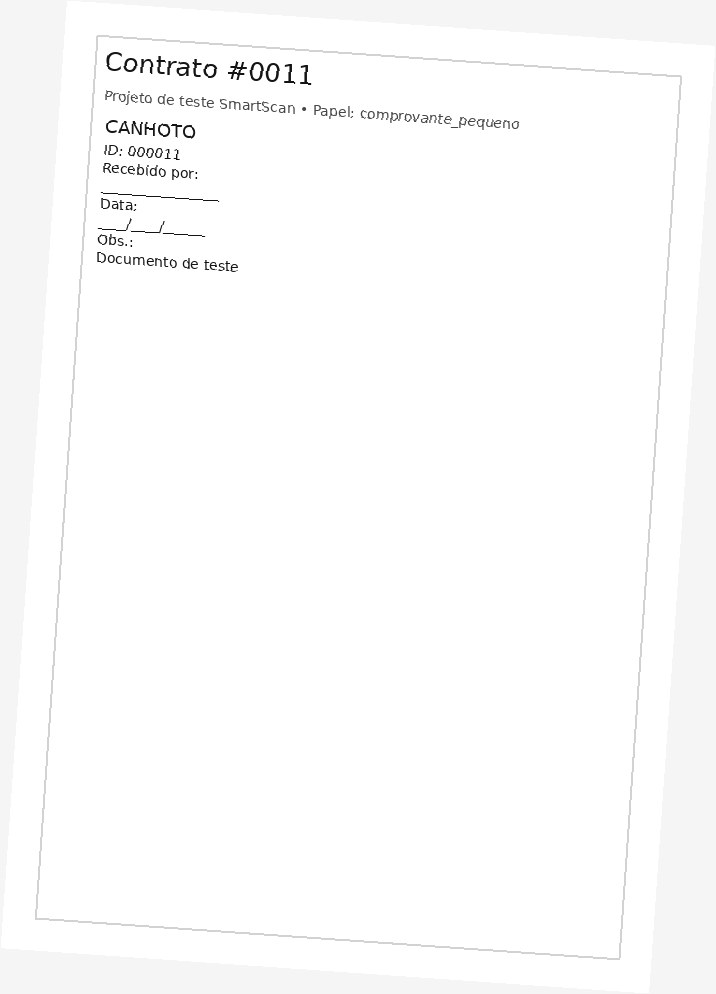 Contrato #0011
Projeto de teste SmartScan • Papel: comprovante_pequeno
CANHOTO
ID: 000011
Recebido por:
_________________
Data:
____/____/______
Obs.:
Documento de teste